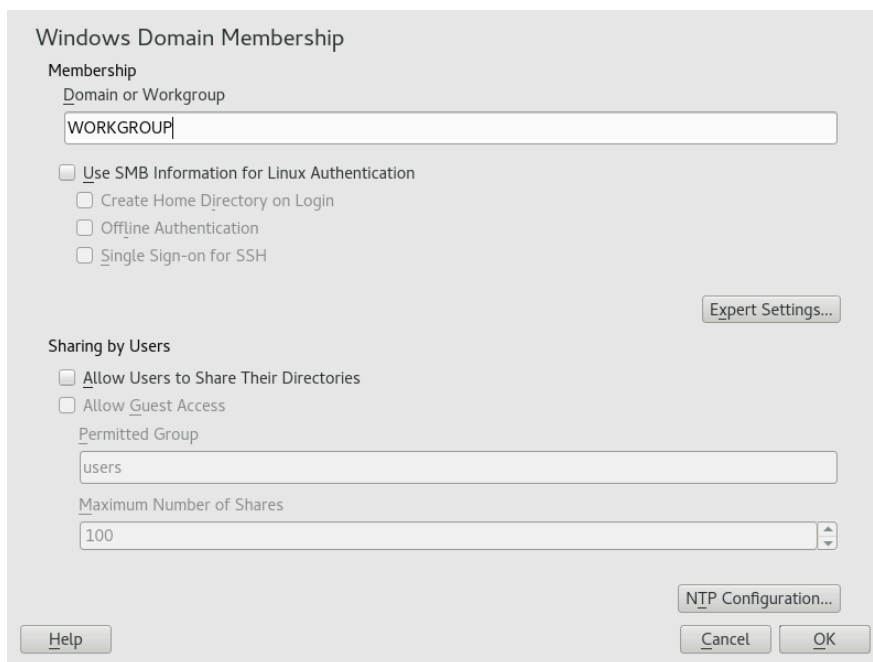 Windows Domain Membership
Membership
Domain or Workgroup
WORKGROUP
Use SMB Information for Linux Authentication
Create Home Directory on Login
Offline Authentication
Single Sign-on for SSH
Expert Settings...
Sharing by Users
Allow Users to Share Their Directories
Allow Guest Access
Permitted Group
users
Maximum Number of Shares
100
NTP Configuration...
Help
Cancel
OK